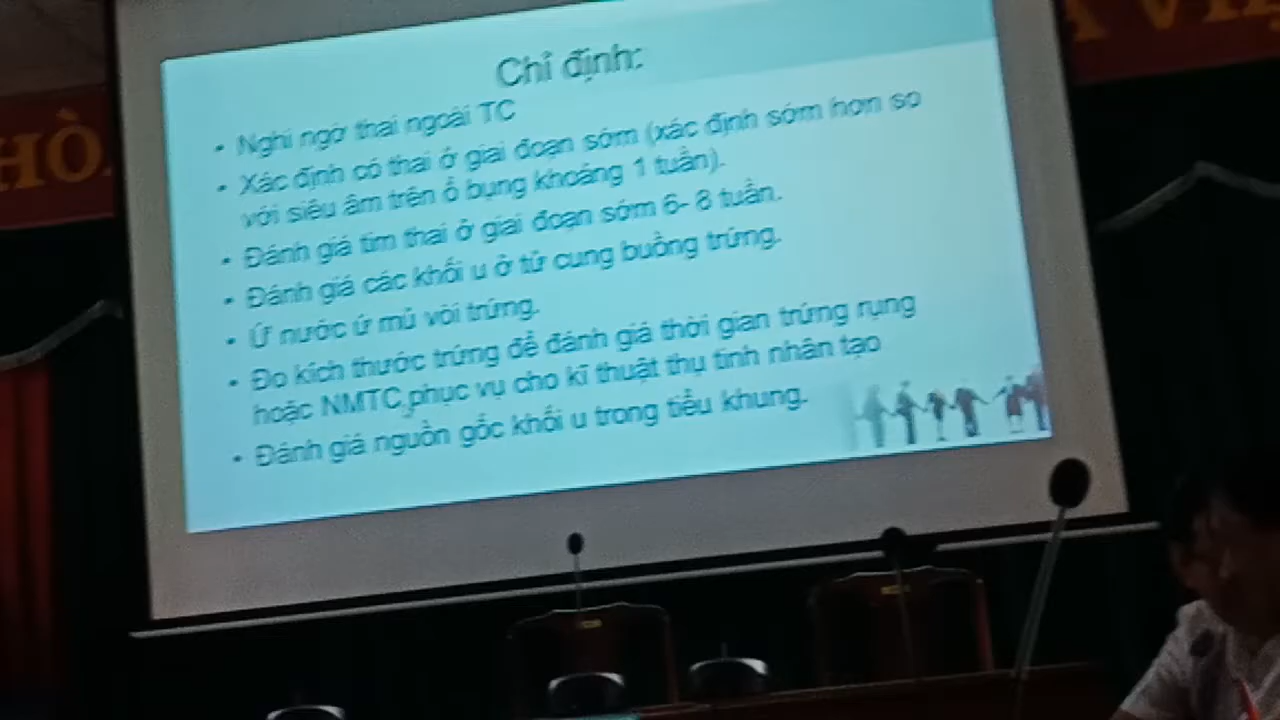 Chỉ định:
• Nghi ngờ thai ngoài TC
• Xác định có thai ở giai đoạn sớm (xác định sớm hơn so
với siêu âm trên ổ bụng khoảng 1 tuần).
• Đánh giá tim thai ở giai đoạn sớm 6- 8 tuần.
• Đánh giá các khối u ở tử cung buồng trứng.
• Ứ nước ứ mủ vòi trứng.
• Đo kích thước trứng để đánh giá thời gian trứng rụng
hoặc NMTC phục vụ cho kĩ thuật thụ tinh nhân tạo
• Đánh giá nguồn gốc khối u trong tiểu khung.
HÒ